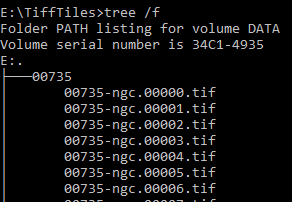 E:\TiffTiles>tree /f
Folder PATH listing for volume DATA
Volume serial number is 34C1-4935
E:.
├───00735
│       00735-ngc.00000.tif
│       00735-ngc.00001.tif
│       00735-ngc.00002.tif
│       00735-ngc.00003.tif
│       00735-ngc.00004.tif
│       00735-ngc.00005.tif
│       00735-ngc.00006.tif